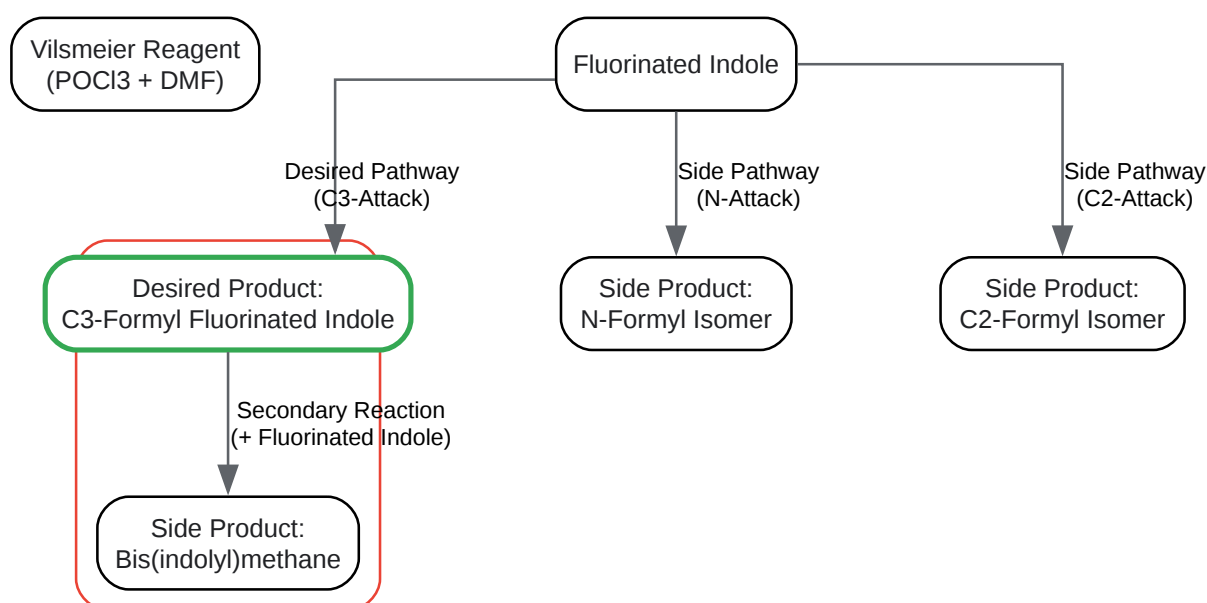 Vilsmeier Reagent
(POCl3 + DMF)
Fluorinated Indole
Desired Pathway
(C3-Attack)
Side Pathway
(N-Attack)
Side Pathway
(C2-Attack)
Desired Product:
C3-Formyl Fluorinated Indole
Side Product:
N-Formyl Isomer
Side Product:
C2-Formyl Isomer
Secondary Reaction
(+ Fluorinated Indole)
Side Product:
Bis(indolyl)methane